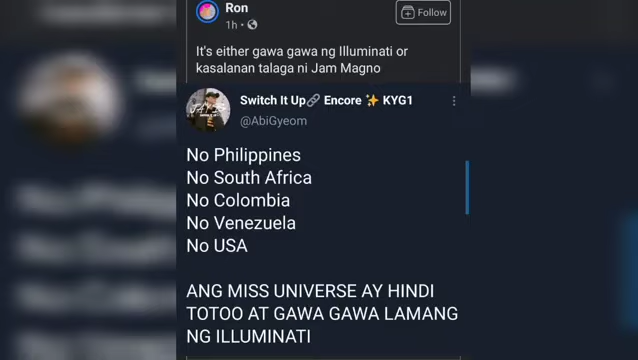 Ron
Follow
1h
It's either gawa gawa ng Illuminati or
kasalanan talaga ni Jam Magno
Switch It Up🔗 Encore ✨ KYG1
@AbiGyeom
No Philippines
No South Africa
No Colombia
No Venezuela
No USA
ANG MISS UNIVERSE AY HINDI
TOTOO AT GAWA GAWA LAMANG
NG ILLUMINATI